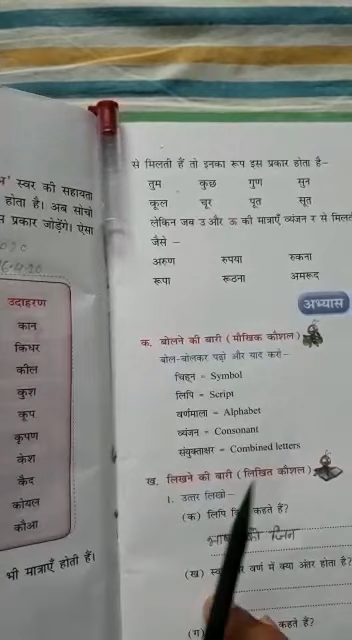 स्वर की सहायता
होता है। अब सोचो
प्रकार जोड़ेंगे। ऐसा
उदाहरण
कान
किधर
कील
कुश
कूप
कृपण
कंश
कैद
कोयल
कौआ
भी मात्राएँ होती हैं।
से मिलती हैं तो इनका रूप इस प्रकार होता है–
तुम कुछ गुण सुन
कूल चूर पूत सूत
लेकिन जब उ और ऊ की मात्राएँ व्यंजन र से
जैसे –
अरुण रुपया रुकना
रूपा रूठना अमरूद
अभ्यास
क. बोलने की बारी (मौखिक कौशल)
बोल-बोलकर पढ़ो और याद करो–
चिह्न = Symbol
लिपि = Script
वर्णमाला = Alphabet
व्यंजन = Consonant
संयुक्ताक्षर = Combined letters
ख. लिखने की बारी (लिखित कौशल)
1. उत्तर लिखो–
(क) लिपि कहते हैं?
की
(ख) वर्ण में क्या अंतर होता है?
(ग) कहते हैं?